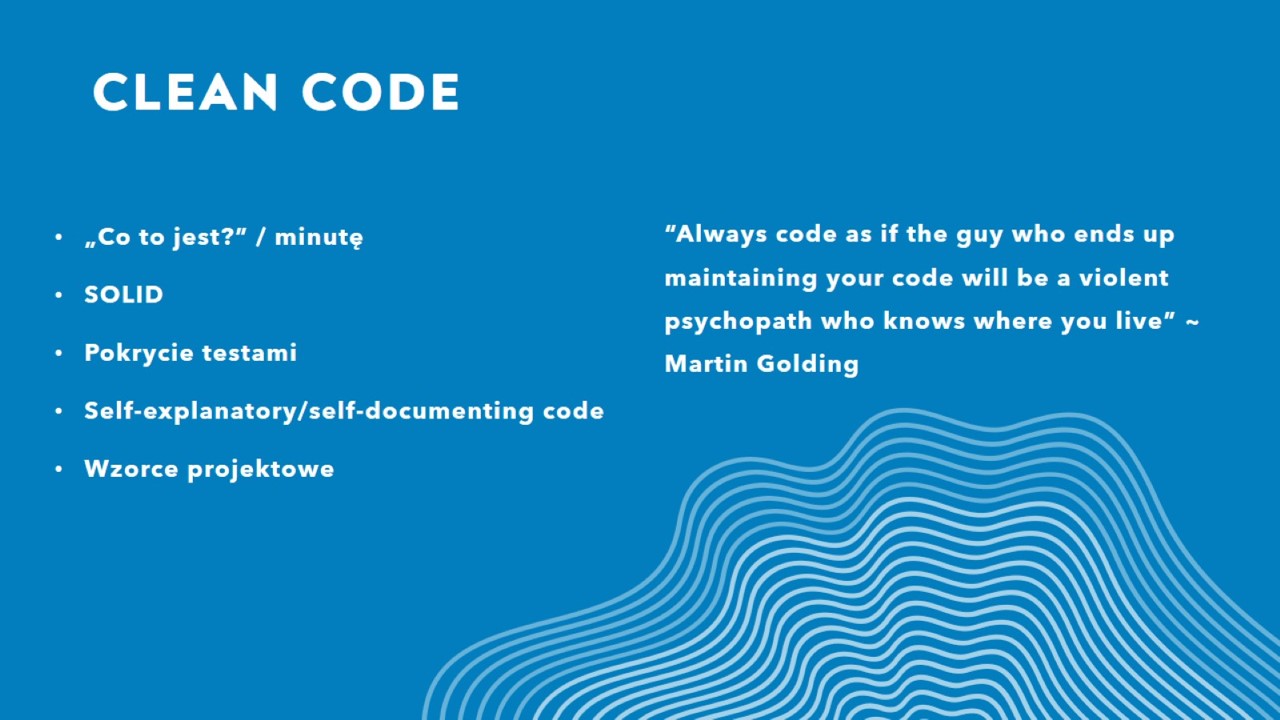 CLEAN CODE
• „Co to jest?” / minutę
• SOLID
• Pokrycie testami
• Self-explanatory/self-documenting code
• Wzorce projektowe
”Always code as if the guy who ends up
maintaining your code will be a violent
psychopath who knows where you live” ~
Martin Golding